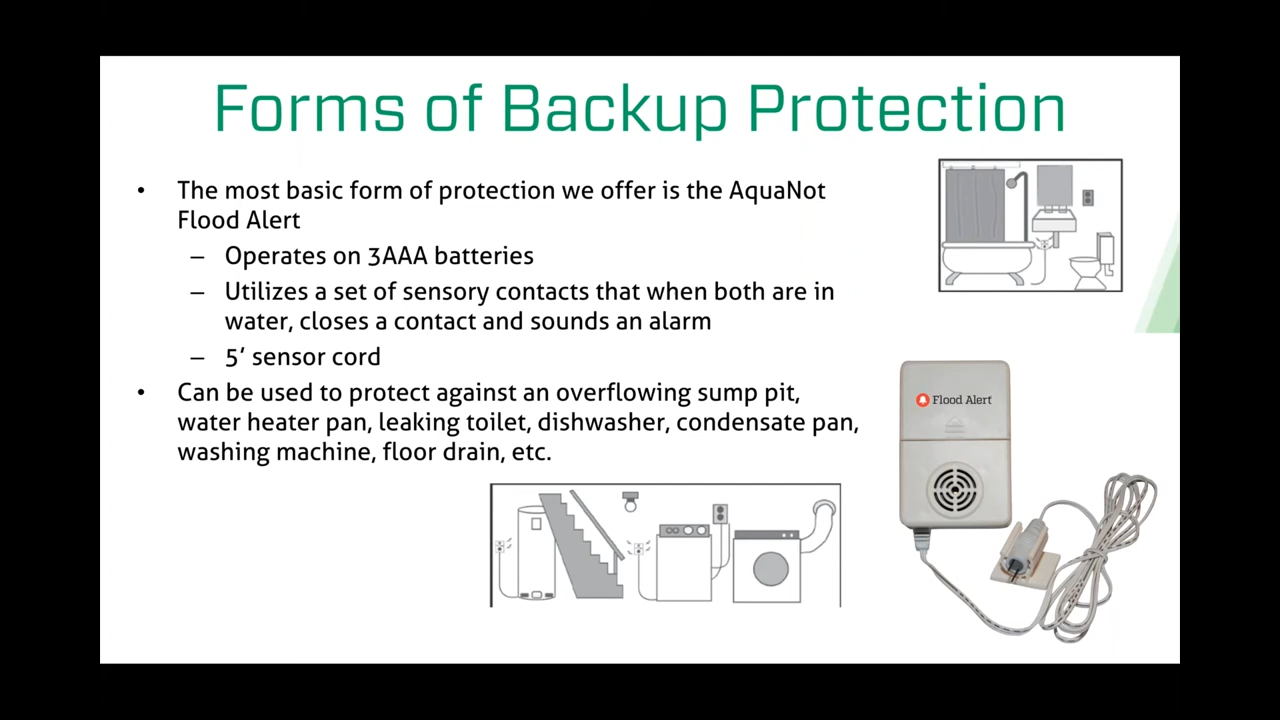 Forms of Backup Protection
• The most basic form of protection we offer is the AquaNot
Flood Alert
– Operates on 3AAA batteries
– Utilizes a set of sensory contacts that when both are in
water, closes a contact and sounds an alarm
– 5’ sensor cord
• Can be used to protect against an overflowing sump pit,
water heater pan, leaking toilet, dishwasher, condensate pan,
washing machine, floor drain, etc.
Flood Alert